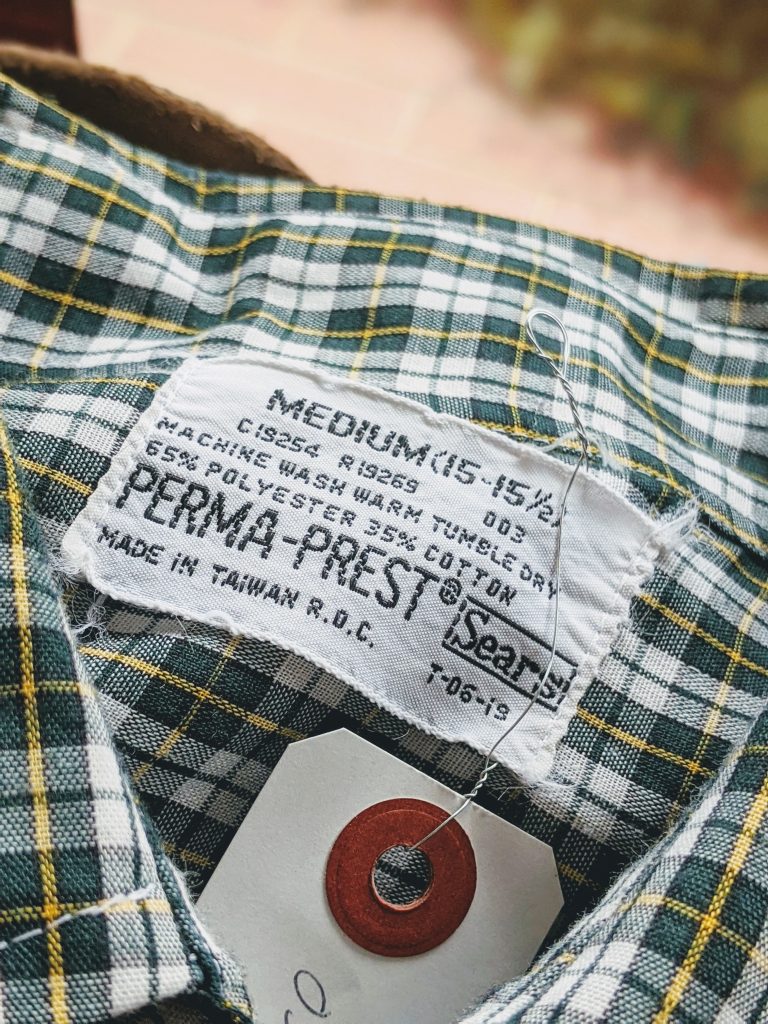 MEDIUM (15-15½)
C19254 R19269 003
MACHINE WASH WARM TUMBLE DRY
65% POLYESTER 35% COTTON
PERMA-PREST®
MADE IN TAIWAN R.O.C.
Sears
T-06-19